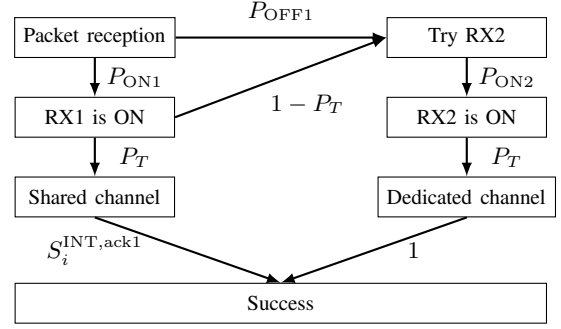 P_OFF1
Packet reception
Try RX2
P_ON1
P_ON2
1 − P_T
RX1 is ON
RX2 is ON
P_T
P_T
Shared channel
Dedicated channel
S_i^INT,ack1
1
Success